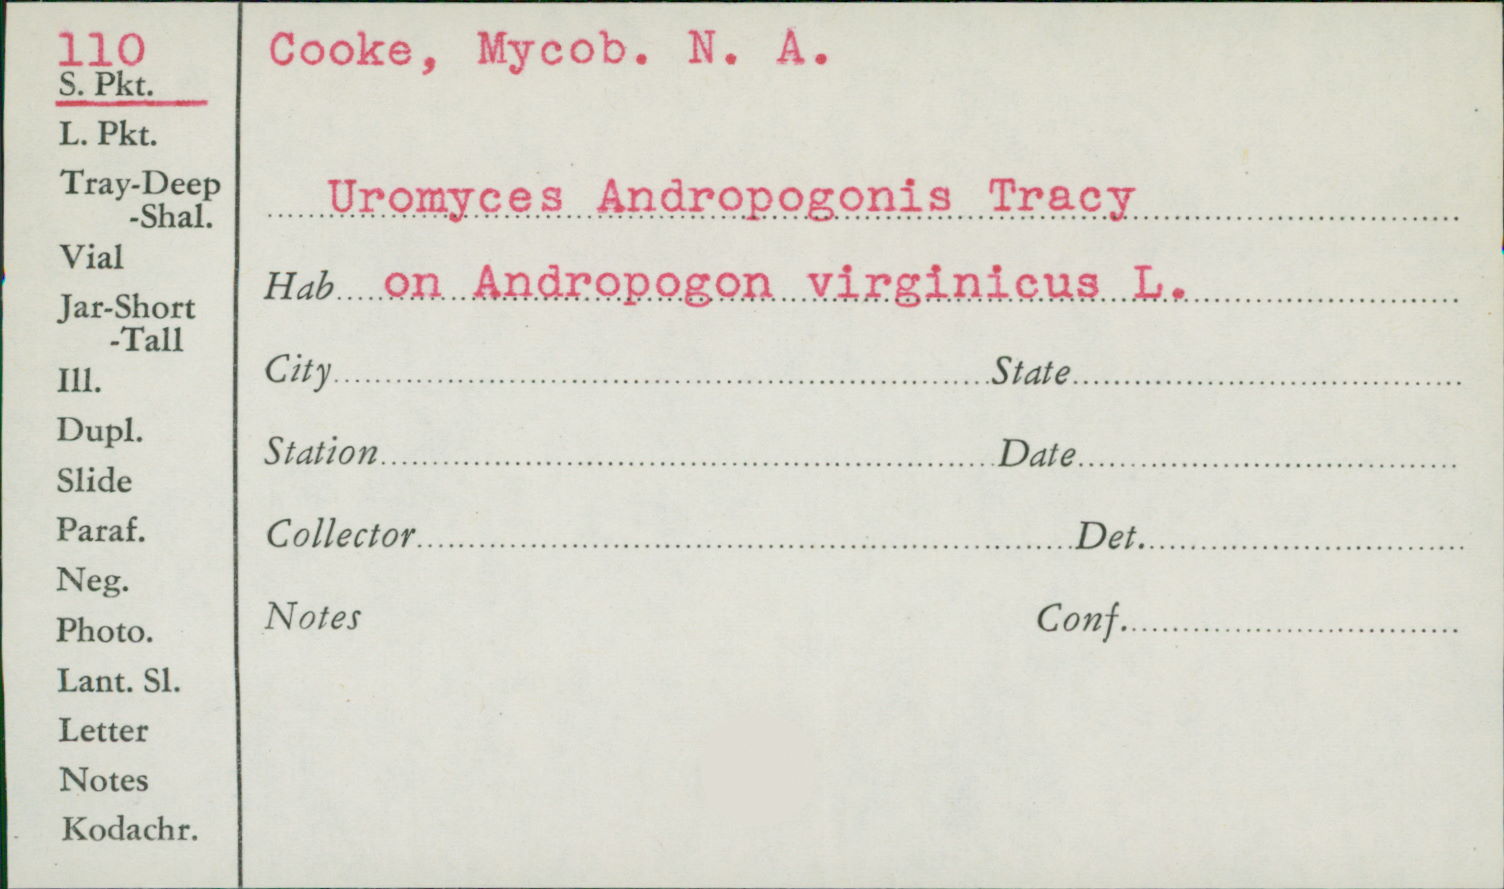 110
S. Pkt.
L. Pkt.
Tray-Deep
-Shal.
Vial
Jar-Short
-Tall
Ill.
Dupl.
Slide
Paraf.
Neg.
Photo.
Lant. Sl.
Letter
Notes
Kodachr.
Cooke, Mycob. N. A.
Uromyces Andropogonis Tracy
Hab on Andropogon virginicus L.
City State
Station Date
Collector Det.
Notes Conf.